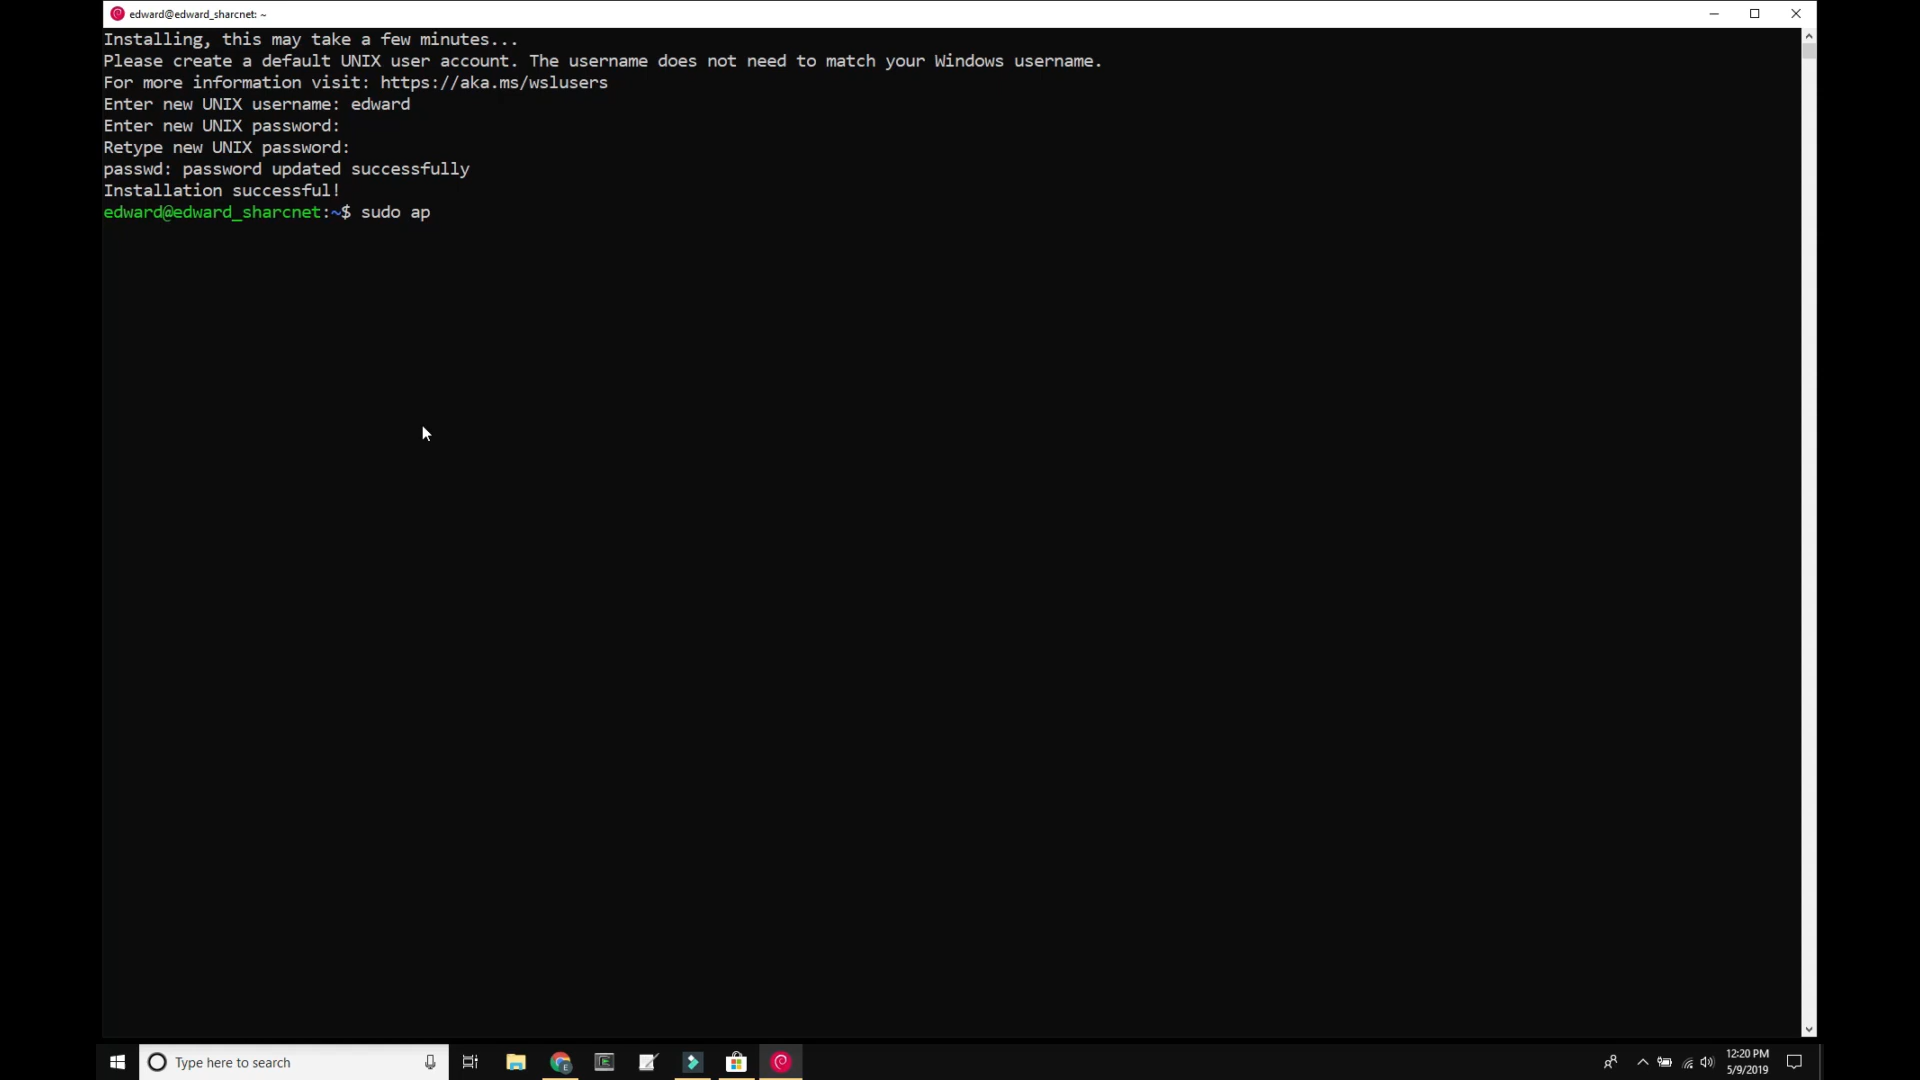 edward@edward_sharcnet: ~
Installing, this may take a few minutes...
Please create a default UNIX user account. The username does not need to match your Windows username.
For more information visit: https://aka.ms/wslusers
Enter new UNIX username: edward
Enter new UNIX password:
Retype new UNIX password:
passwd: password updated successfully
Installation successful!
edward@edward_sharcnet:~$ sudo ap
Type here to search
12:20 PM
5/9/2019